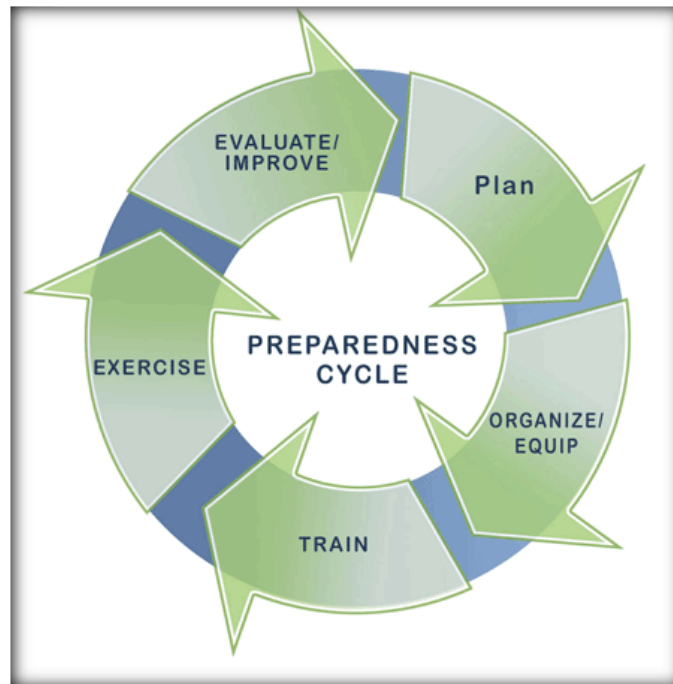 EVALUATE/
IMPROVE
Plan
PREPAREDNESS
CYCLE
EXERCISE
ORGANIZE/
EQUIP
TRAIN